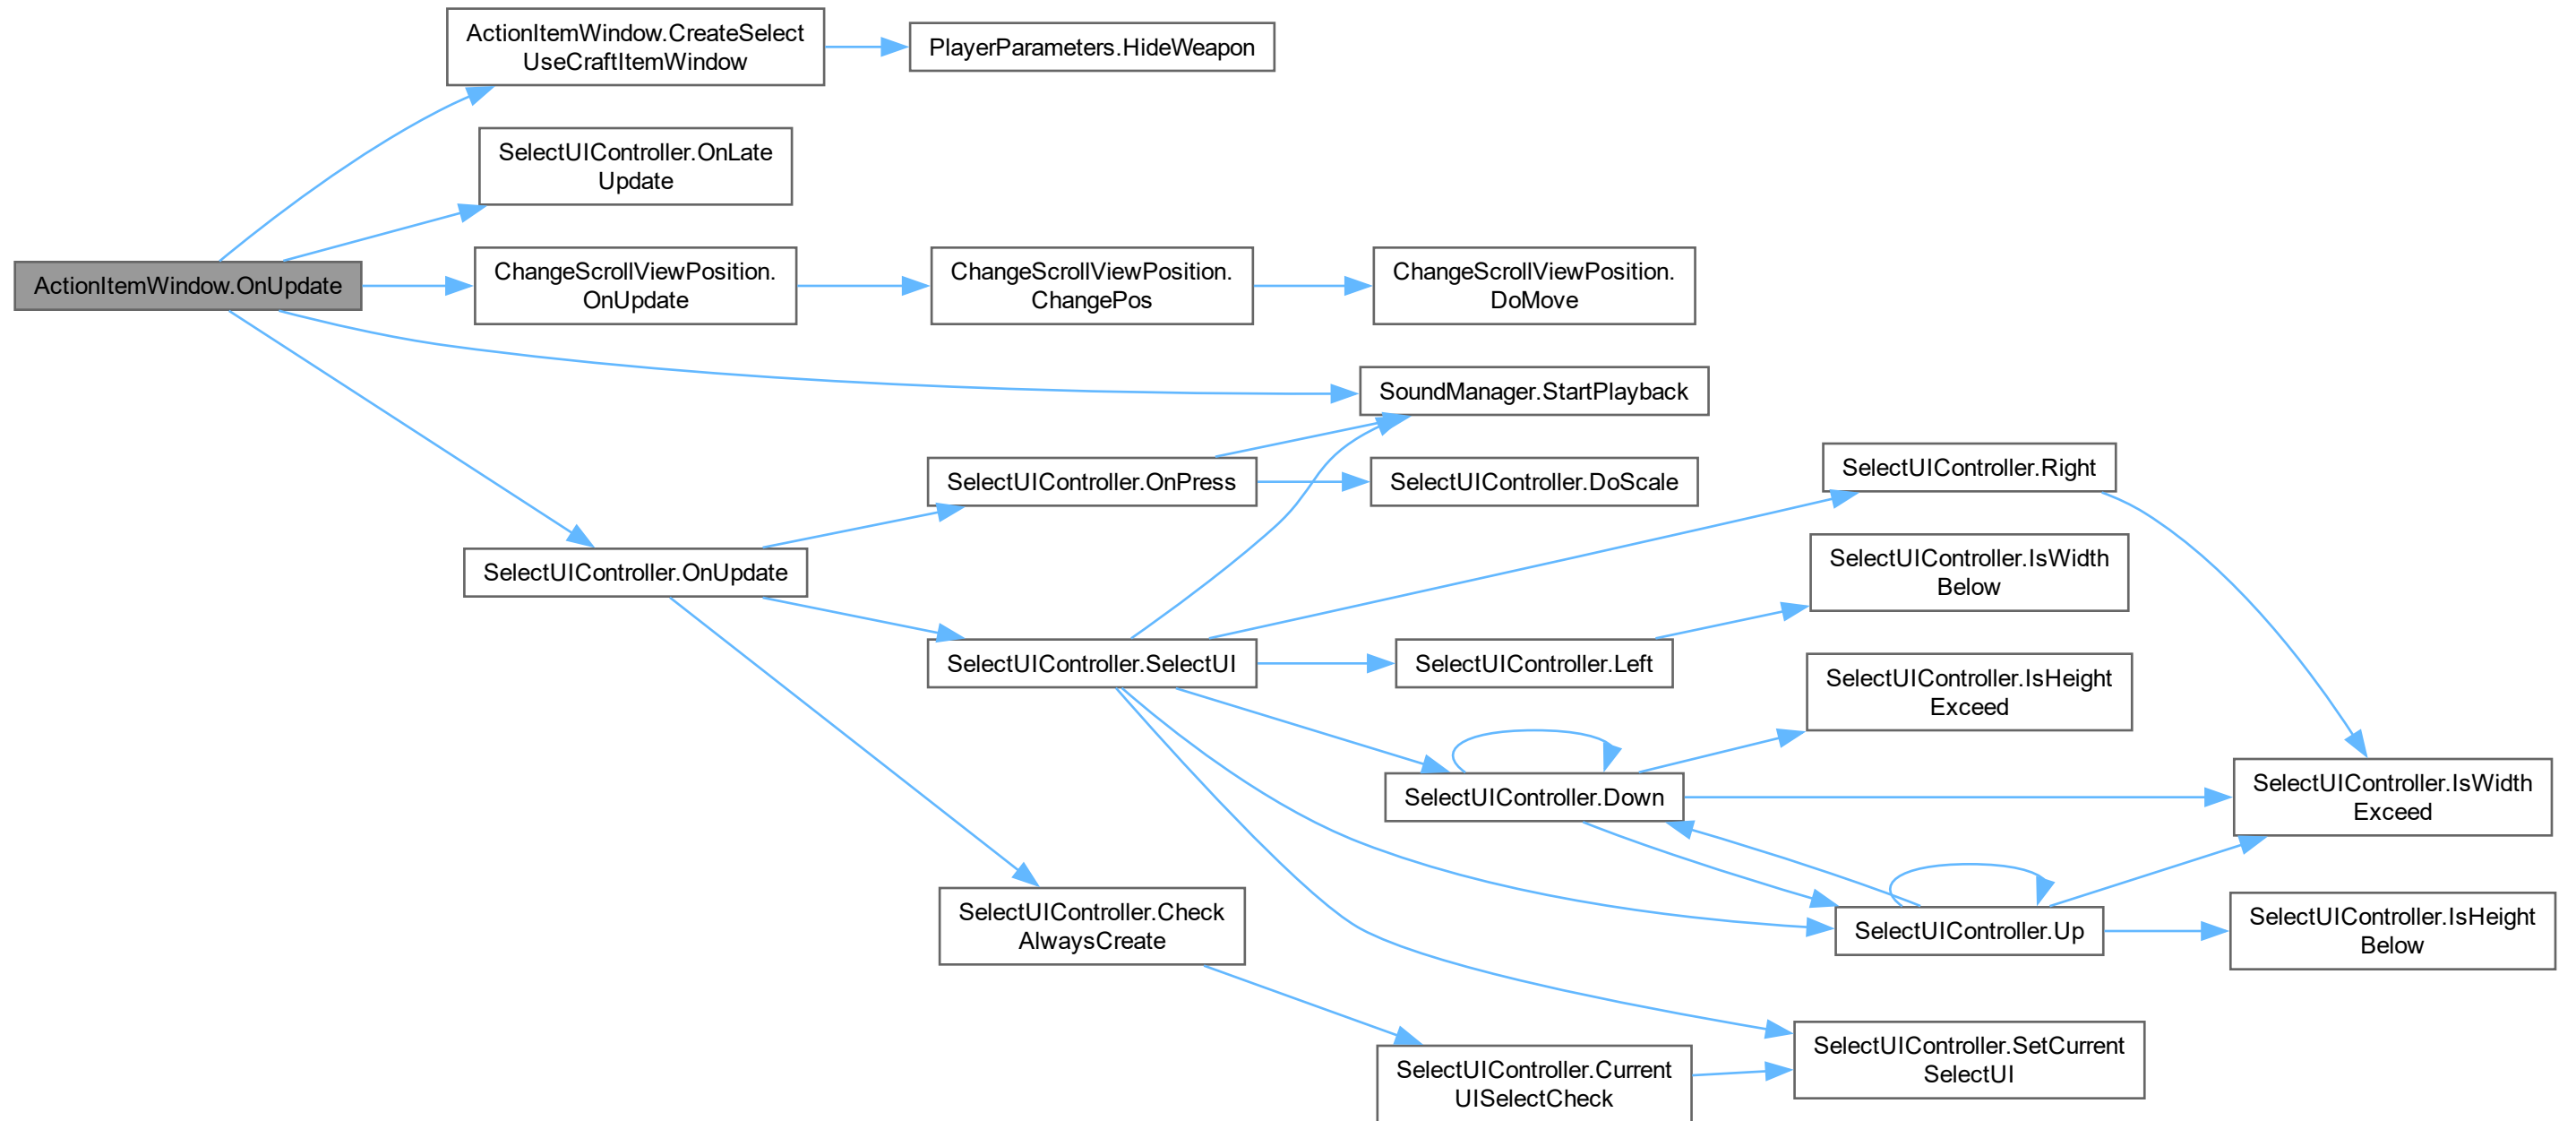 ActionItemWindow.CreateSelect
UseCraftItemWindow
PlayerParameters.HideWeapon
SelectUIController.OnLate
Update
ActionItemWindow.OnUpdate
ChangeScrollViewPosition.
OnUpdate
ChangeScrollViewPosition.
ChangePos
ChangeScrollViewPosition.
DoMove
SoundManager.StartPlayback
SelectUIController.OnPress
SelectUIController.DoScale
SelectUIController.Right
SelectUIController.OnUpdate
SelectUIController.IsWidth
Below
SelectUIController.SelectUI
SelectUIController.Left
SelectUIController.IsHeight
Exceed
SelectUIController.Down
SelectUIController.IsWidth
Exceed
SelectUIController.Check
AlwaysCreate
SelectUIController.Up
SelectUIController.IsHeight
Below
SelectUIController.Current
UISelectCheck
SelectUIController.SetCurrent
SelectUI